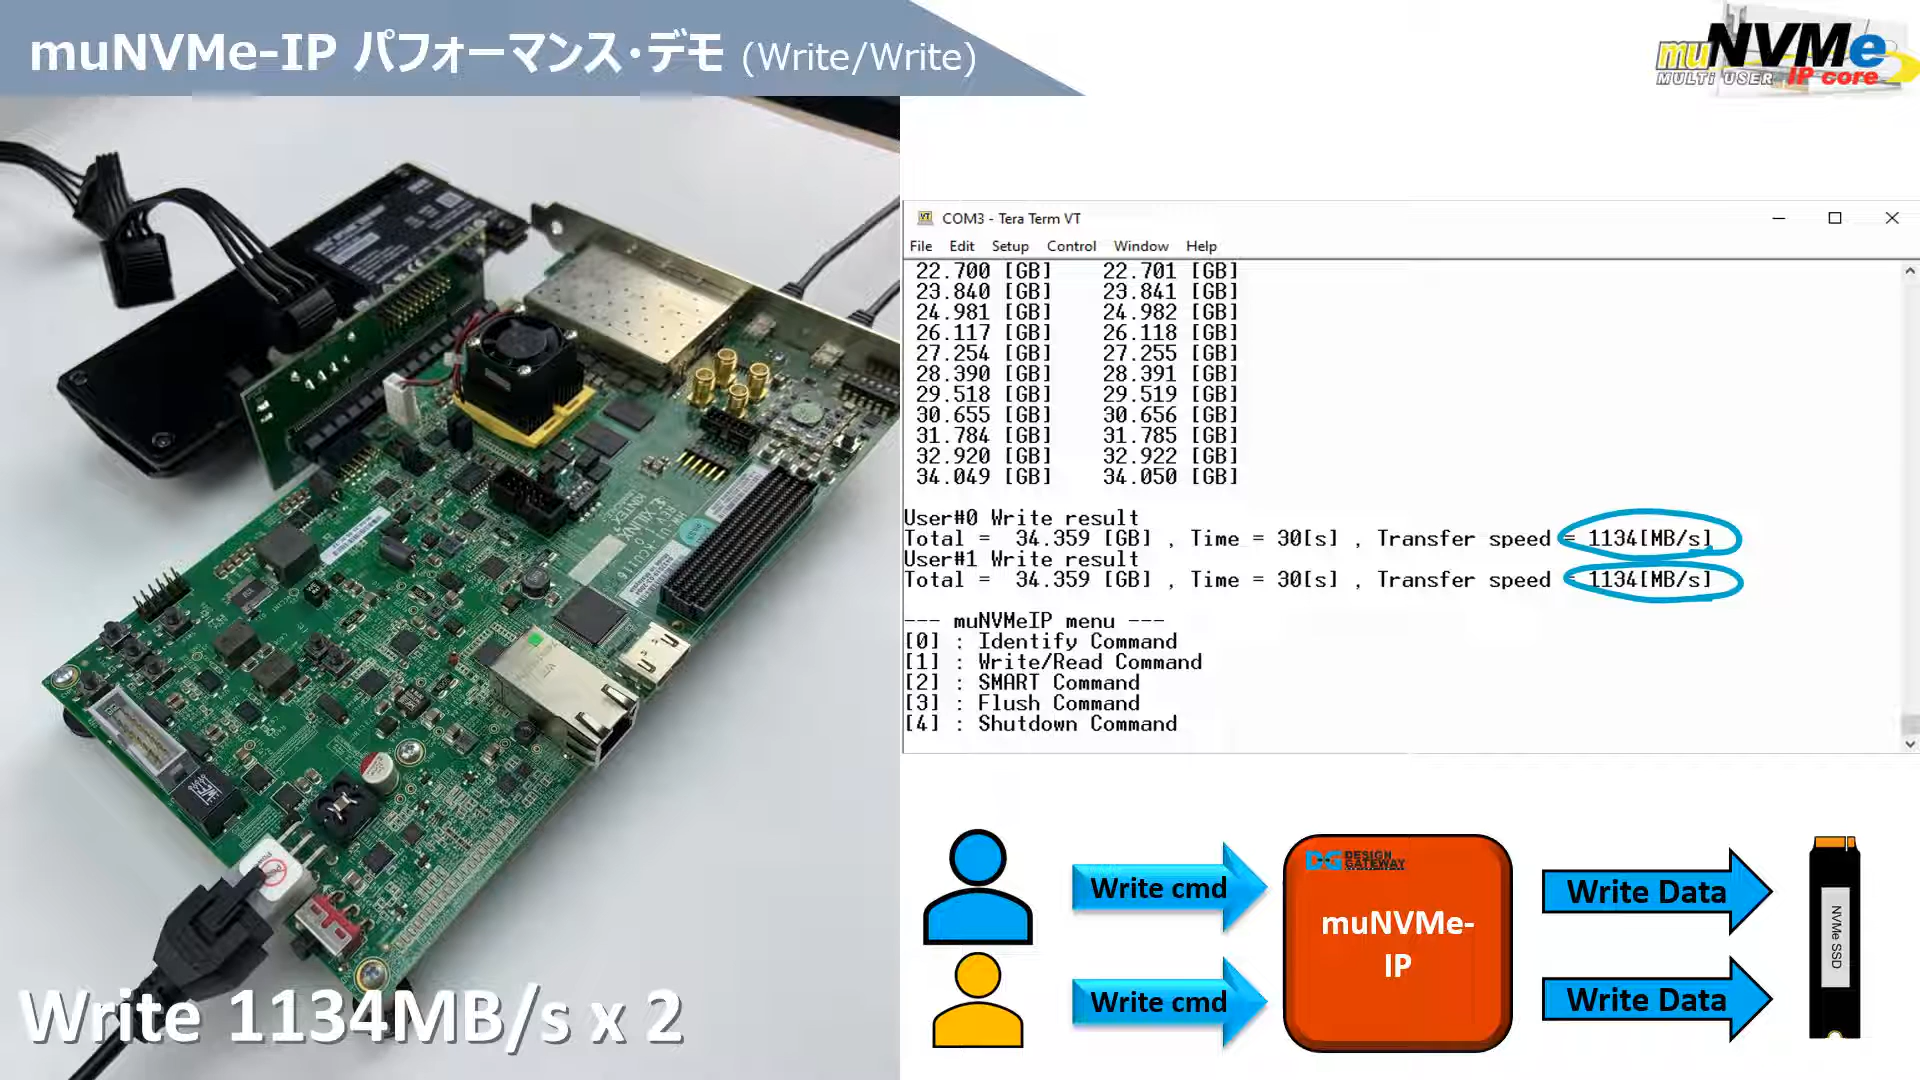 muNVMe-IP パフォーマンス・デモ (Write/Write)
muNVMe
MULTI USER IP core
COM3 - Tera Term VT
File Edit Setup Control Window Help
22.700 [GB] 22.701 [GB]
23.840 [GB] 23.841 [GB]
24.981 [GB] 24.982 [GB]
26.117 [GB] 26.118 [GB]
27.254 [GB] 27.255 [GB]
28.390 [GB] 28.391 [GB]
29.518 [GB] 29.519 [GB]
30.655 [GB] 30.656 [GB]
31.784 [GB] 31.785 [GB]
32.920 [GB] 32.922 [GB]
34.049 [GB] 34.050 [GB]
User#0 Write result
Total = 34.359 [GB] , Time = 30[s] , Transfer speed = 1134[MB/s]
User#1 Write result
Total = 34.359 [GB] , Time = 30[s] , Transfer speed = 1134[MB/s]
--- muNVMeIP menu ---
[0] : Identify Command
[1] : Write/Read Command
[2] : SMART Command
[3] : Flush Command
[4] : Shutdown Command
XILINX
KINTEX
Write 1134MB/s x 2
Write cmd
Write cmd
DG DESIGN GATEWAY
muNVMe-
IP
Write Data
Write Data
NVMe SSD